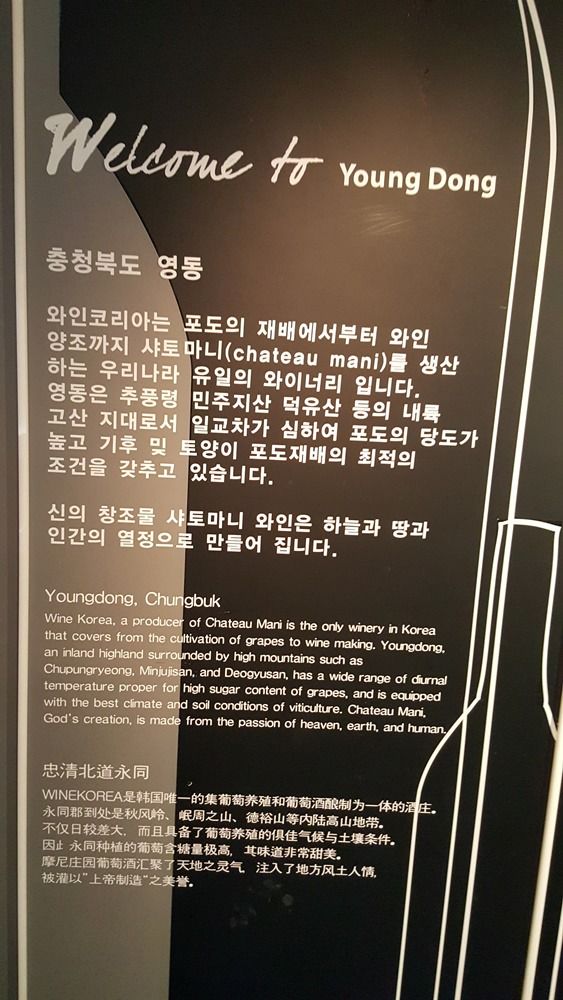 Welcome to Young Dong
충청북도 영동
와인코리아는 포도의 재배에서부터 와인
양조까지 샤토마니(chateau mani)를 생산
하는 우리나라 유일의 와이너리 입니다.
영동은 추풍령 민주지산 덕유산 등의 내륙
고산 지대로서 일교차가 심하여 포도의 당도가
높고 기후 및 토양이 포도재배의 최적의
조건을 갖추고 있습니다.
신의 창조물 샤토마니 와인은 하늘과 땅과
인간의 열정으로 만들어 집니다.
Youngdong, Chungbuk
Wine Korea, a producer of Chateau Mani is the only winery in Korea
that covers from the cultivation of grapes to wine making. Youngdong,
an inland highland surrounded by high mountains such as
Chupungryeong, Minjujisan, and Deogyusan, has a wide range of diurnal
temperature proper for high sugar content of grapes, and is equipped
with the best climate and soil conditions of viticulture. Chateau Mani,
God's creation, is made from the passion of heaven, earth, and human.
忠清北道永同
WINEKOREA是韩国唯一的集葡萄养殖和葡萄酒酿制为一体的酒庄。
永同郡到处是秋风岭、岷周之山、德裕山等内陆高山地带。
不仅日较差大，而且具备了葡萄养殖的俱佳气候与土壤条件。
因止 永同种植的葡萄含糖量极高，其味道非常甜美。
摩尼庄园葡萄酒汇聚了天地之灵气，注入了地方风土人情，
被灌以"上帝制造"之美誉。